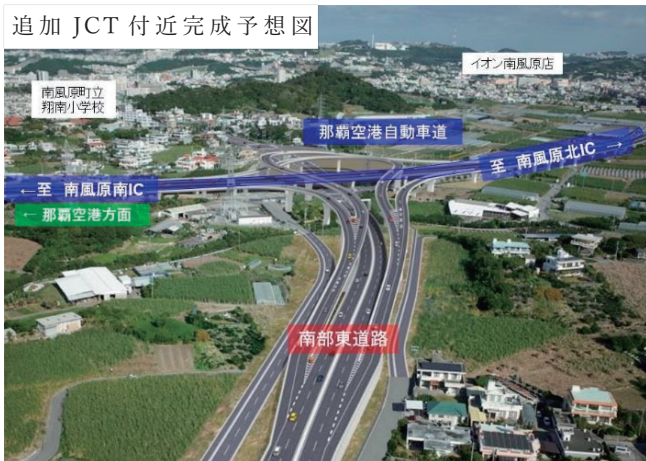 追加JCT付近完成予想図
イオン南風原店
南風原町立
翔南小学校
那覇空港自動車道
至 南風原北IC →
←至 南風原南IC
← 那覇空港方面
南部東道路